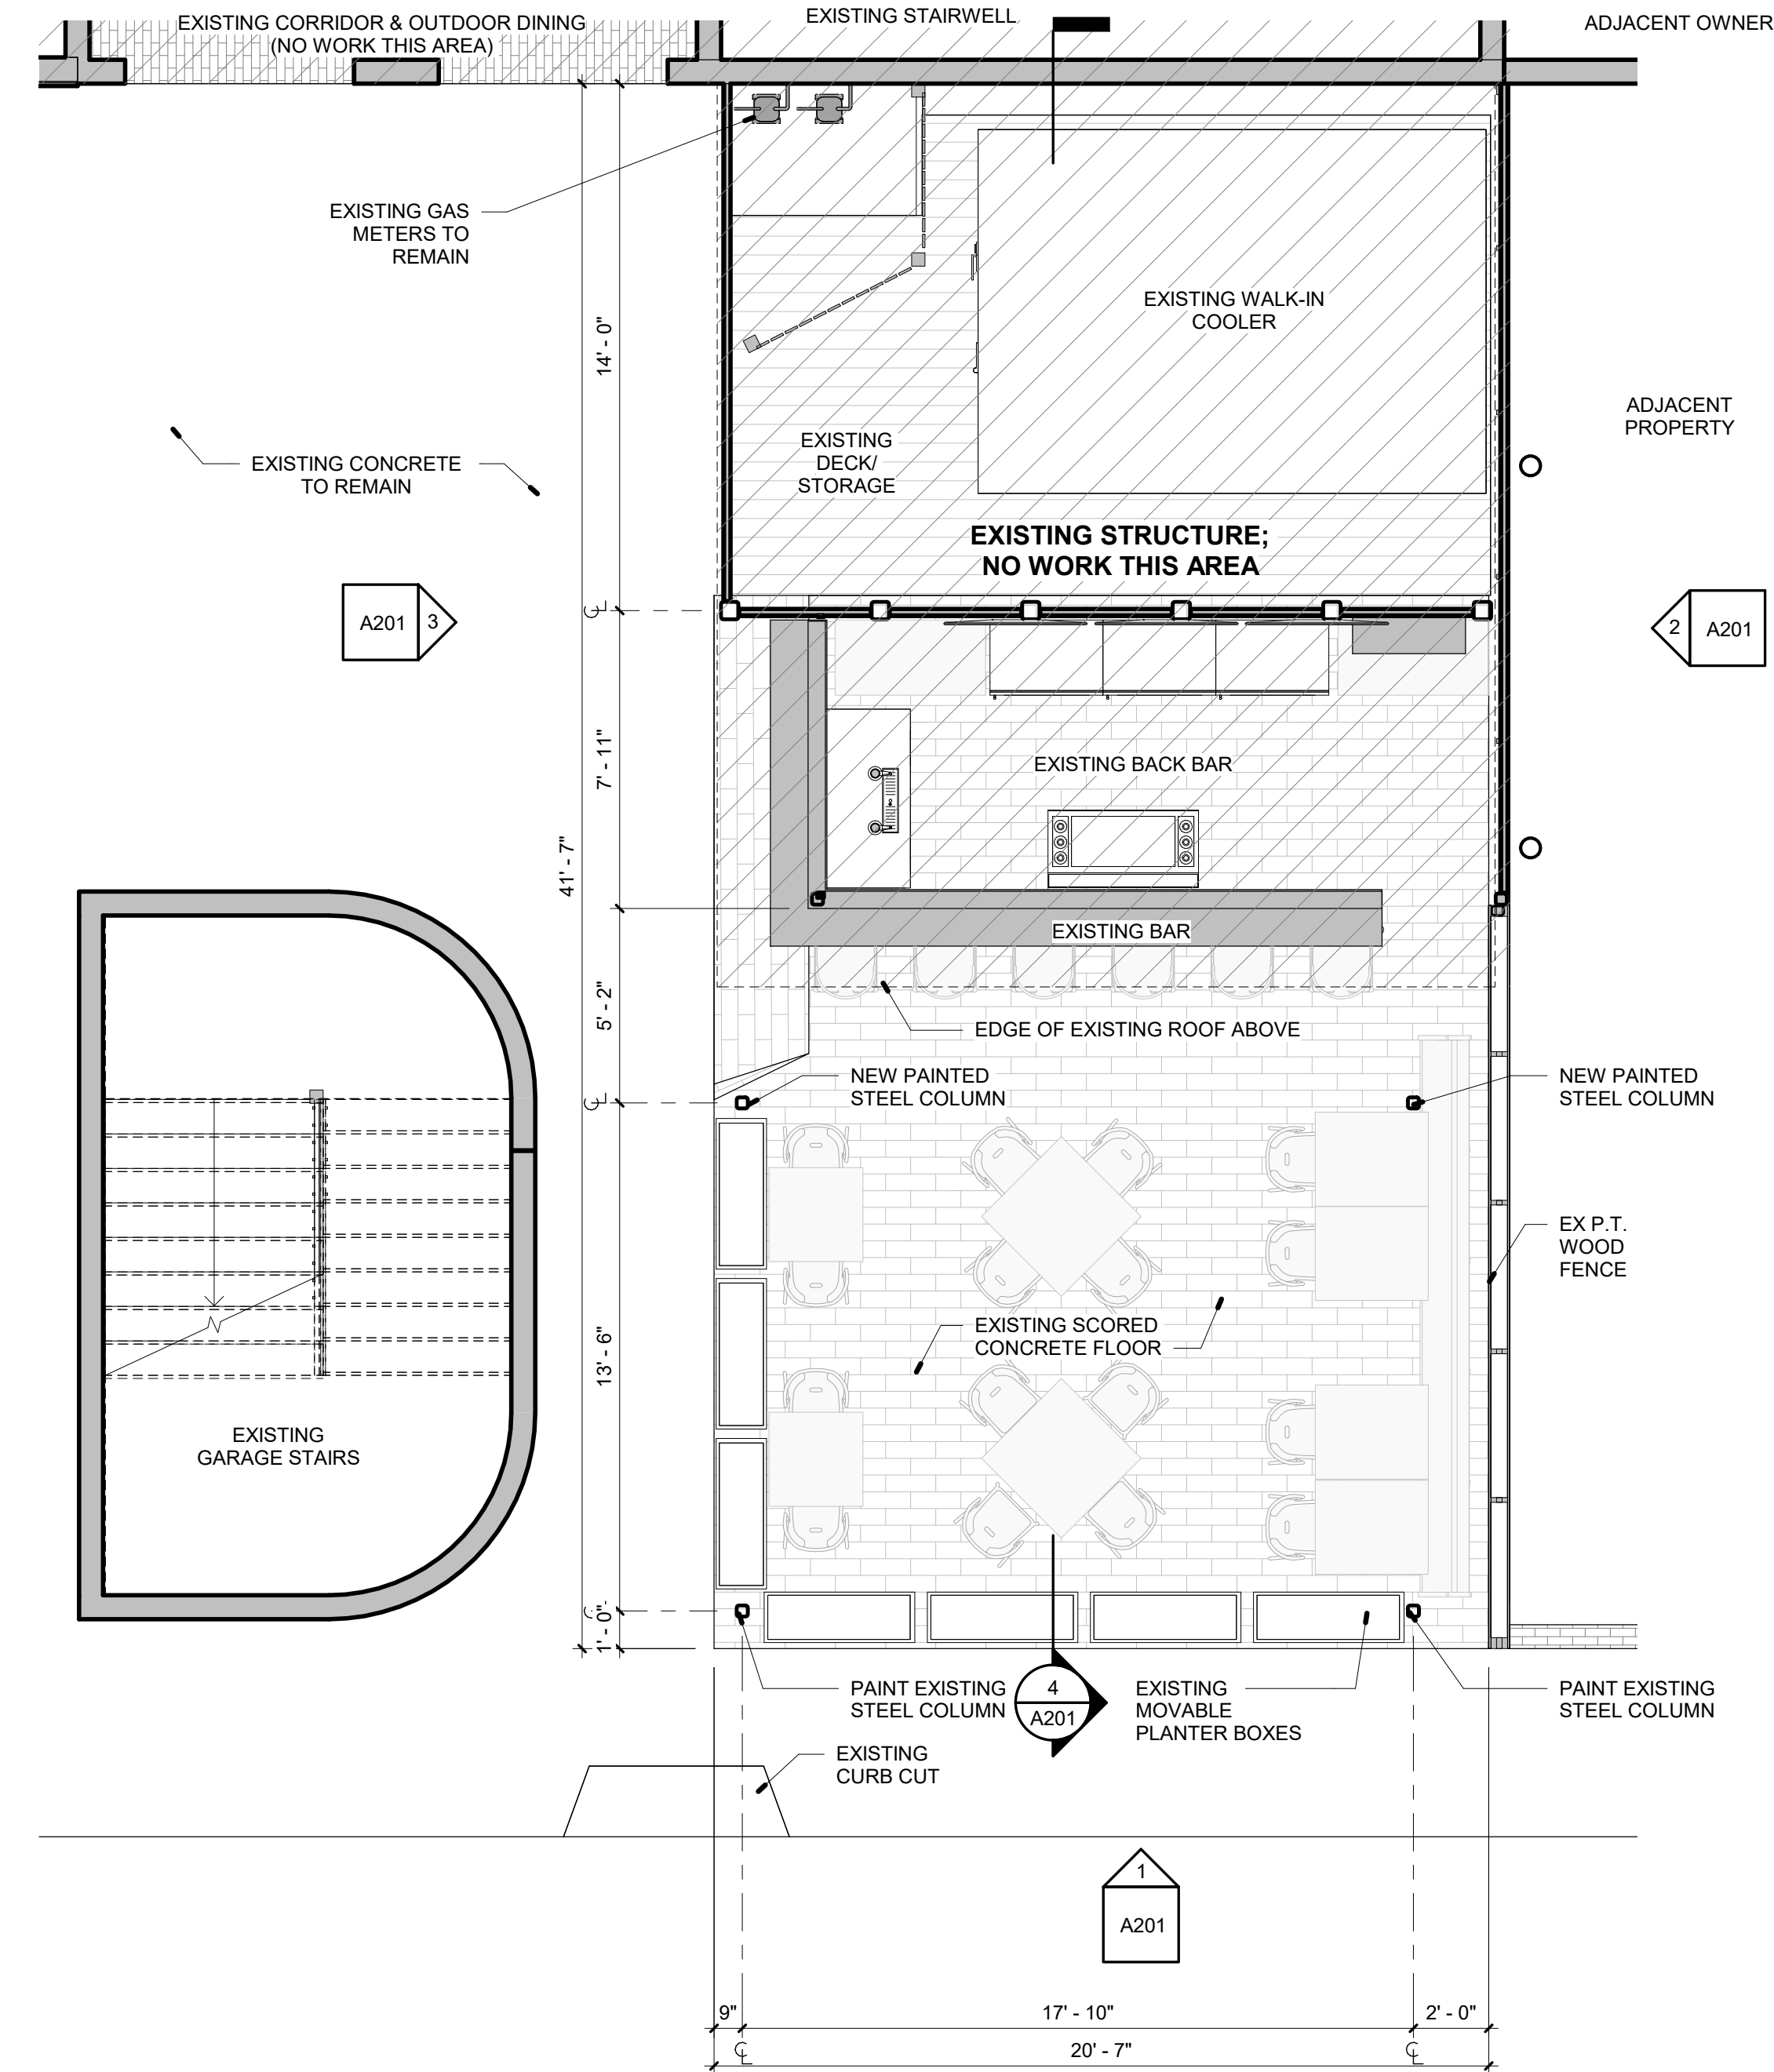 EXISTING CORRIDOR & OUTDOOR DINING
(NO WORK THIS AREA)
EXISTING STAIRWELL
ADJACENT OWNER
EXISTING GAS
METERS TO
REMAIN
EXISTING WALK-IN
COOLER
14' - 0"
ADJACENT
PROPERTY
EXISTING CONCRETE
TO REMAIN
EXISTING
DECK/
STORAGE
EXISTING STRUCTURE;
NO WORK THIS AREA
A201 3
2 A201
7' - 11"
EXISTING BACK BAR
41' - 7"
EXISTING BAR
5' - 2"
EDGE OF EXISTING ROOF ABOVE
NEW PAINTED
STEEL COLUMN
NEW PAINTED
STEEL COLUMN
EX P.T.
WOOD
FENCE
EXISTING SCORED
CONCRETE FLOOR
13' - 6"
EXISTING
GARAGE STAIRS
1' - 0"
PAINT EXISTING
STEEL COLUMN
4
A201
EXISTING
MOVABLE
PLANTER BOXES
PAINT EXISTING
STEEL COLUMN
EXISTING
CURB CUT
1
A201
9"
17' - 10"
2' - 0"
20' - 7"